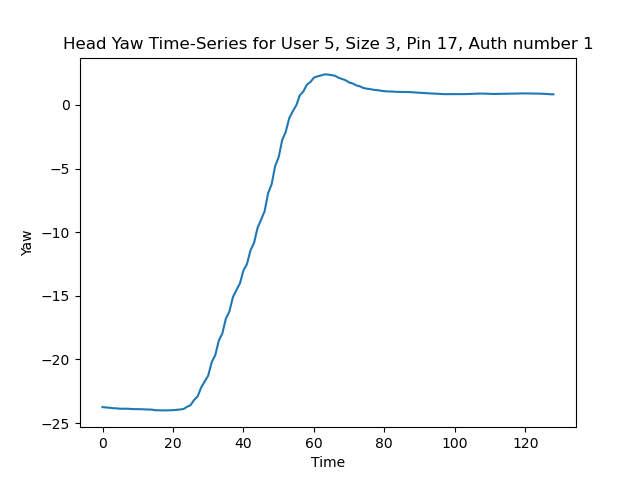 Head Yaw Time-Series for User 5, Size 3, Pin 17, Auth number 1
0
−5
−10
−15
−20
−25
Yaw
0 20 40 60 80 100 120
Time